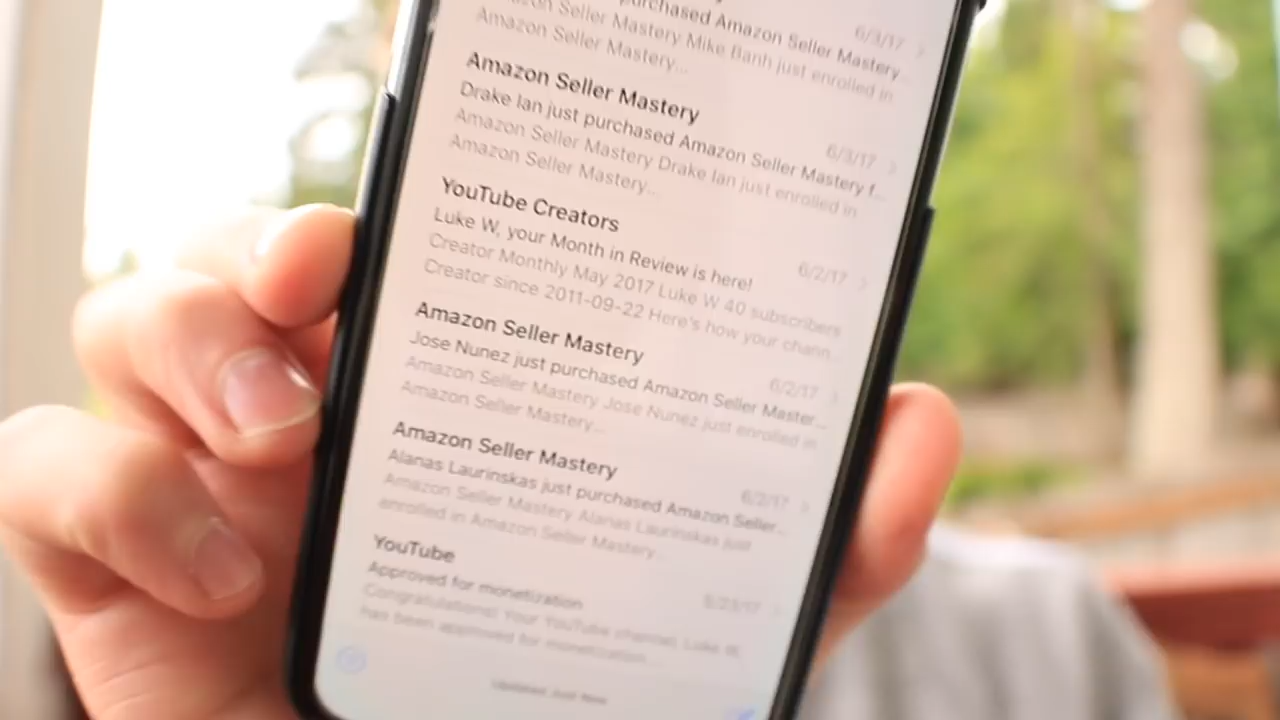 purchased Amazon Seller Mastery...
6/3/17
Amazon Seller Mastery Mike Banh just enrolled in
Amazon Seller Mastery...
Amazon Seller Mastery
6/3/17
Drake Ian just purchased Amazon Seller Mastery f...
Amazon Seller Mastery Drake Ian just enrolled in
Amazon Seller Mastery...
YouTube Creators
6/2/17
Luke W, your Month in Review is here!
Creator Monthly May 2017 Luke W 40 subscribers
Creator since 2011-09-22 Here's how your chann...
Amazon Seller Mastery
6/2/17
Jose Nunez just purchased Amazon Seller Master...
Amazon Seller Mastery Jose Nunez just enrolled in
Amazon Seller Mastery...
Amazon Seller Mastery
6/2/17
Alanas Laurinskas just purchased Amazon Seller...
Amazon Seller Mastery Alanas Laurinskas just
enrolled in Amazon Seller Mastery...
YouTube
5/23/17
Approved for monetization
Congratulations! Your YouTube channel, Luke W,
has been approved for monetization.
Updated Just Now